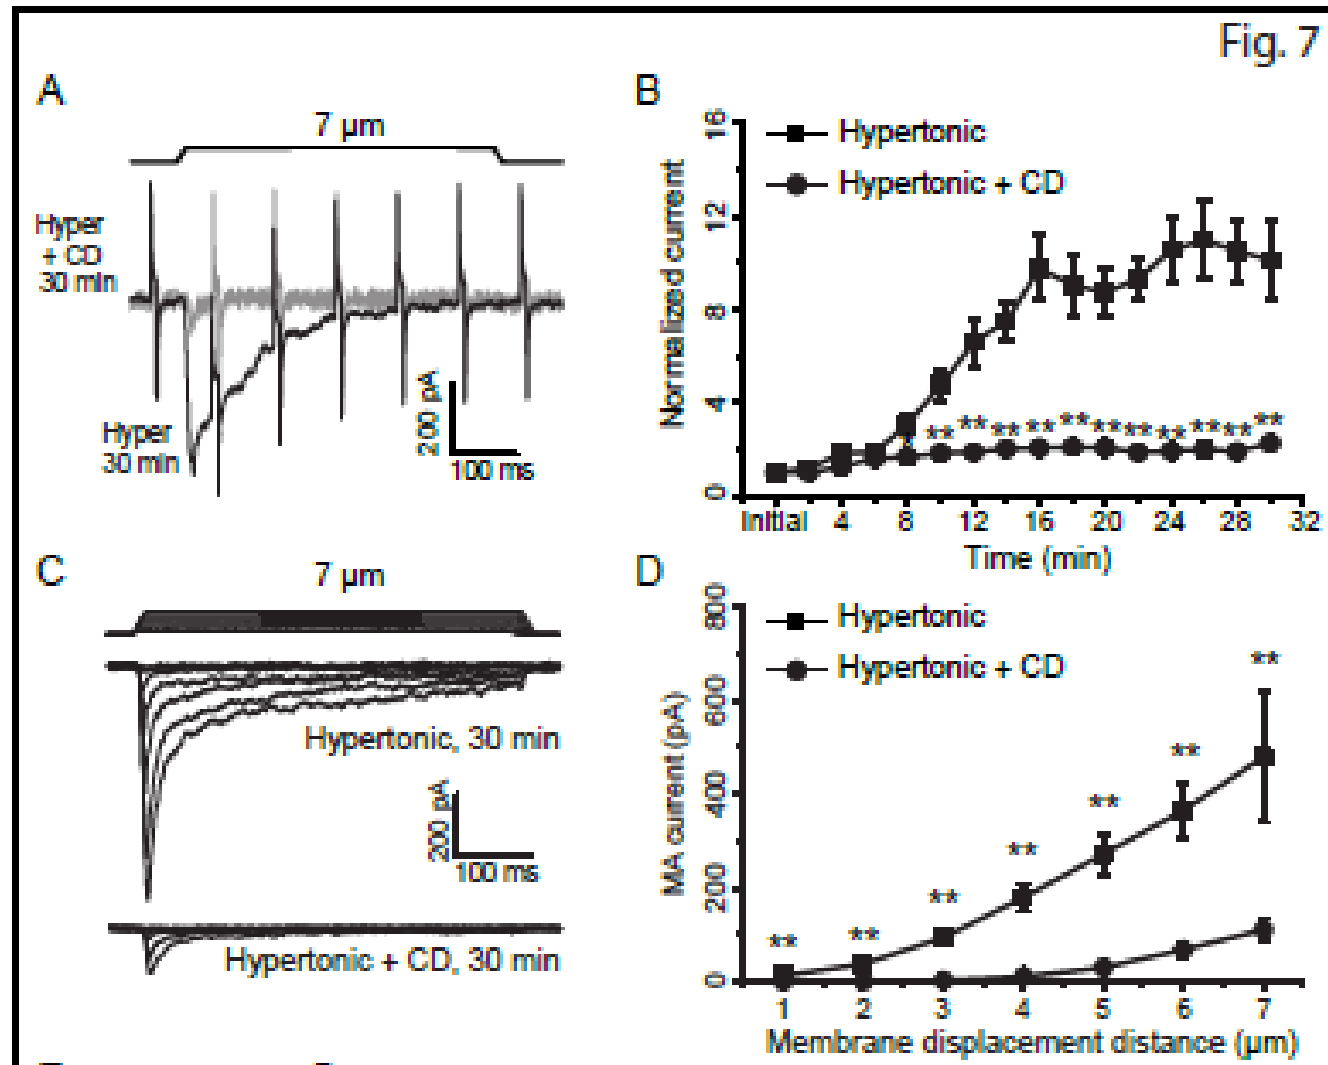 Fig. 7
A
7 µm
Hyper
+ CD
30 min
Hyper
30 min
200 pA
100 ms
B
Hypertonic
Hypertonic + CD
Normalized current
16
12
8
4
0
** ** ** ** ** ** ** ** ** ** **
Initial 4 8 12 16 20 24 28 32
Time (min)
C
7 µm
Hypertonic, 30 min
200 pA
100 ms
Hypertonic + CD, 30 min
D
Hypertonic
Hypertonic + CD
MA current (pA)
800
600
400
200
0
** ** ** ** ** ** **
1 2 3 4 5 6 7
Membrane displacement distance (µm)